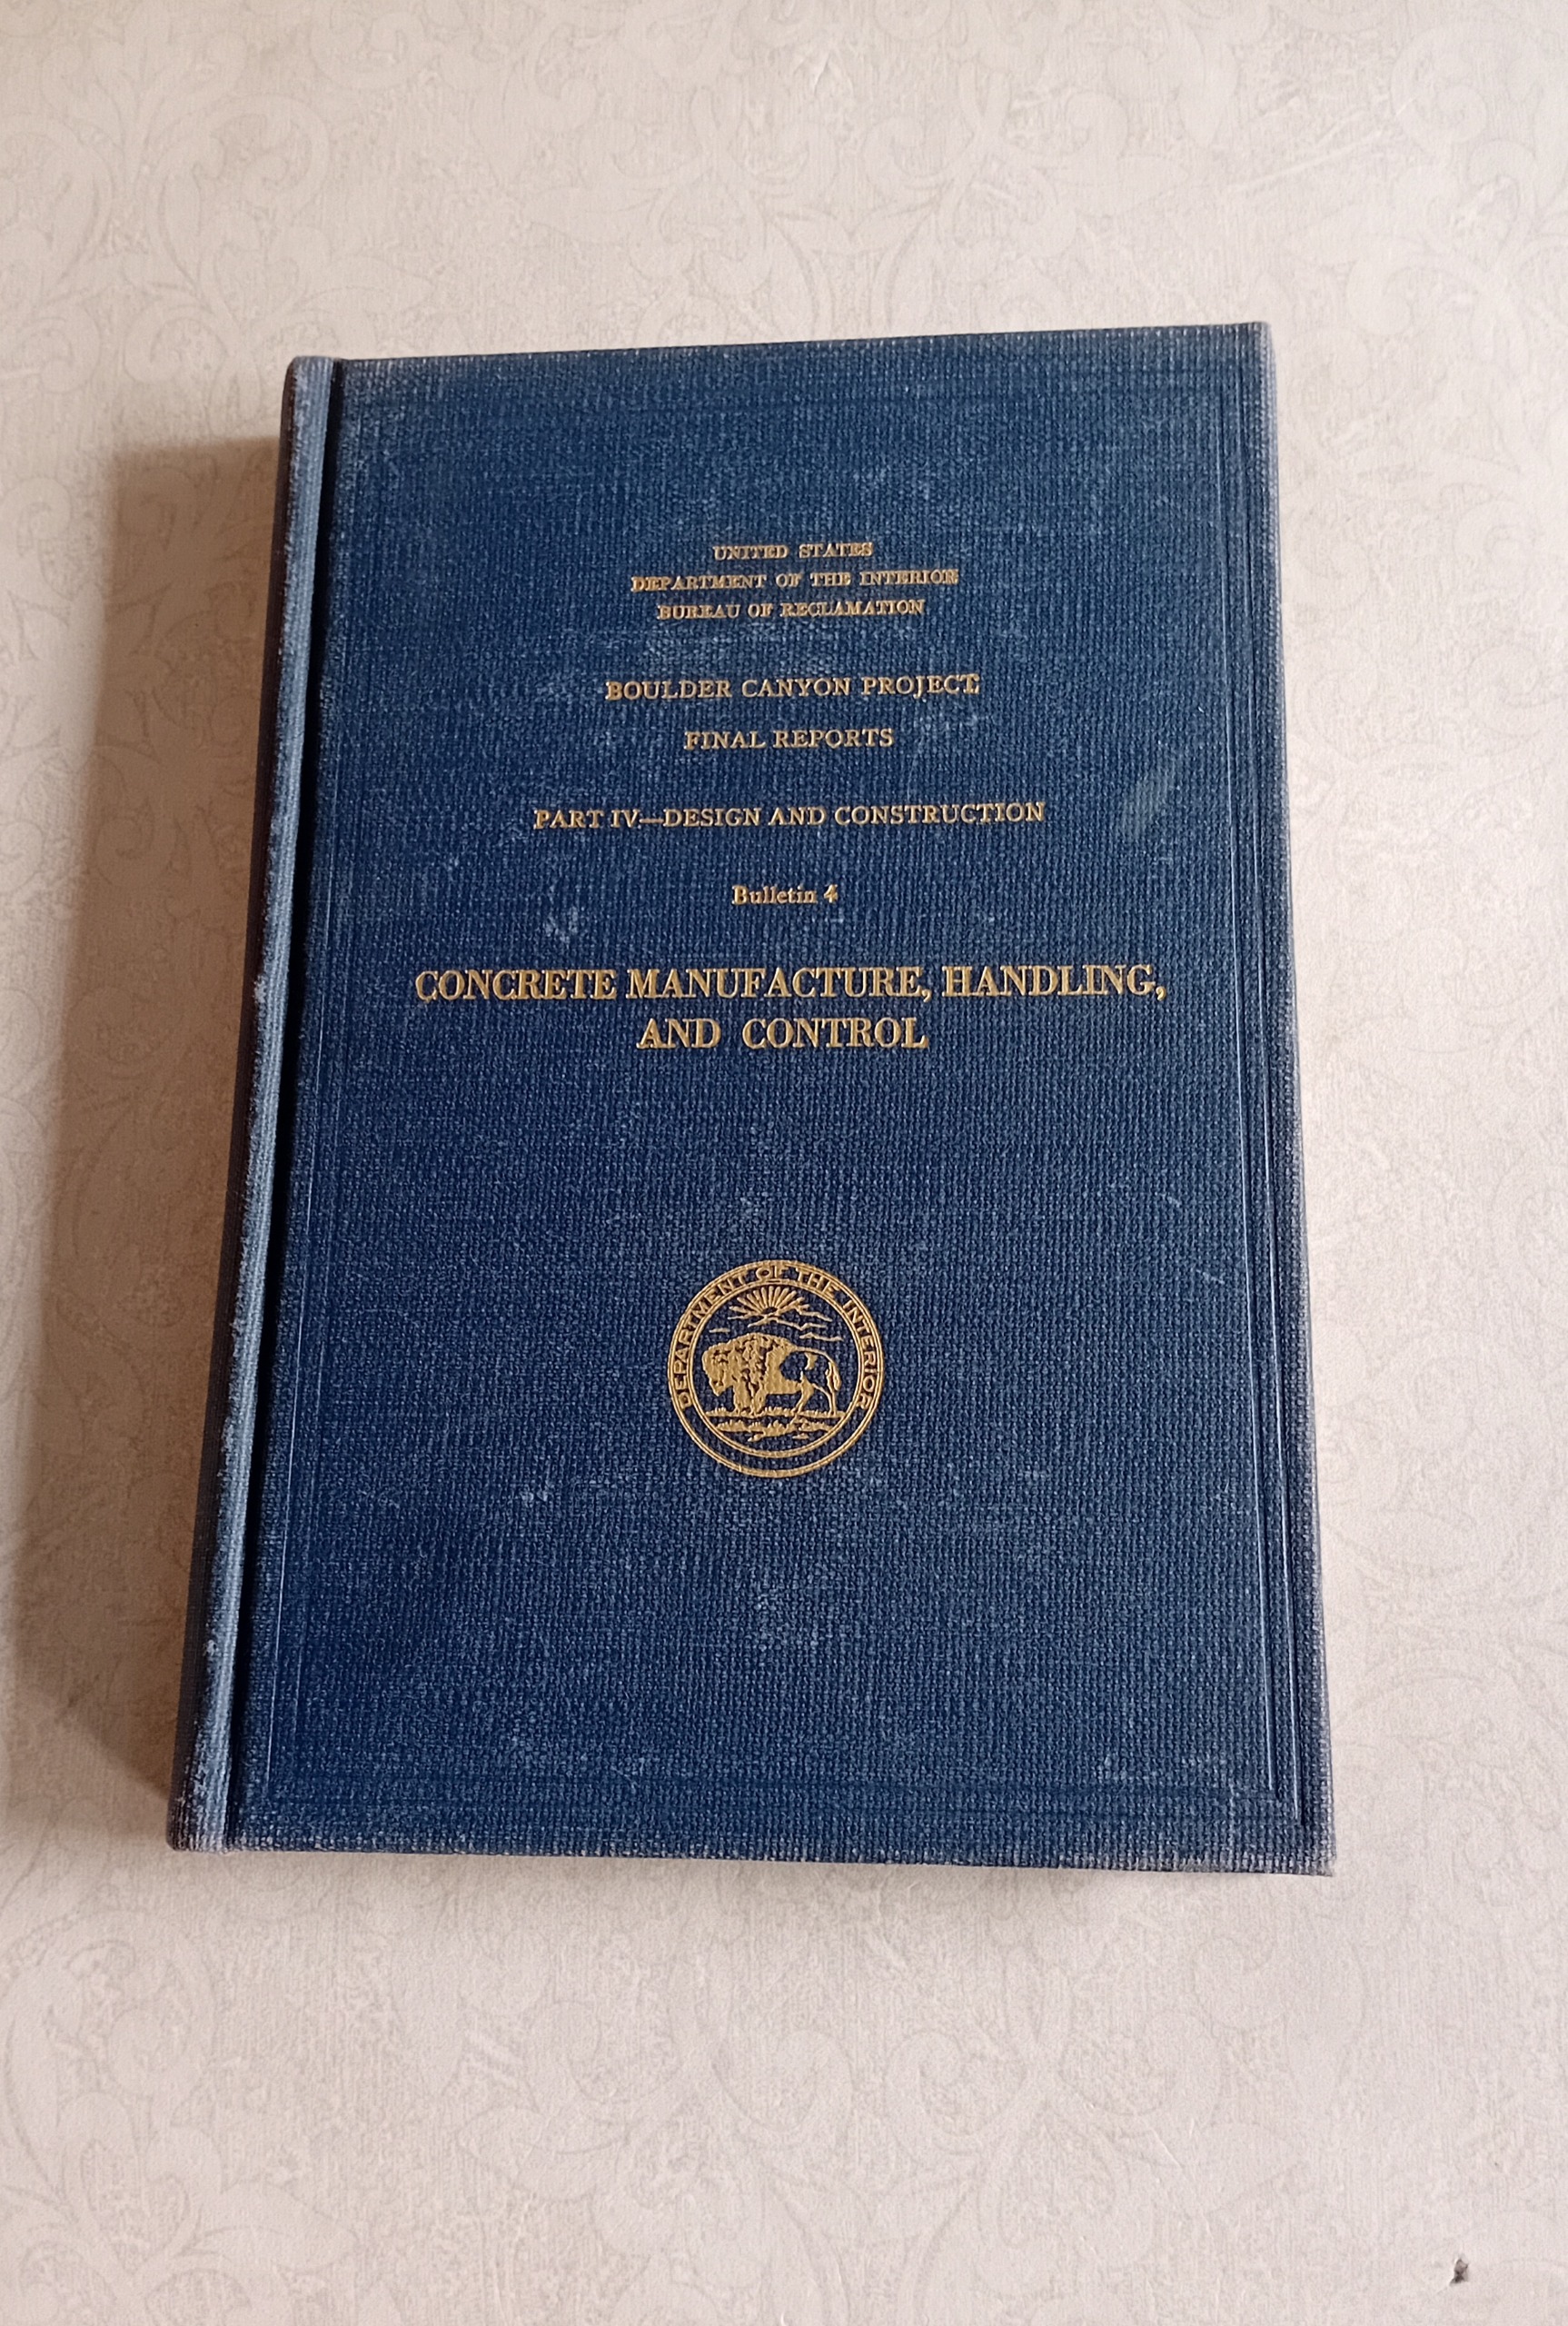 UNITED STATES
DEPARTMENT OF THE INTERIOR
BUREAU OF RECLAMATION
BOULDER CANYON PROJECT
FINAL REPORTS
PART IV—DESIGN AND CONSTRUCTION
Bulletin 4
CONCRETE MANUFACTURE, HANDLING,
AND CONTROL
DEPARTMENT OF THE INTERIOR